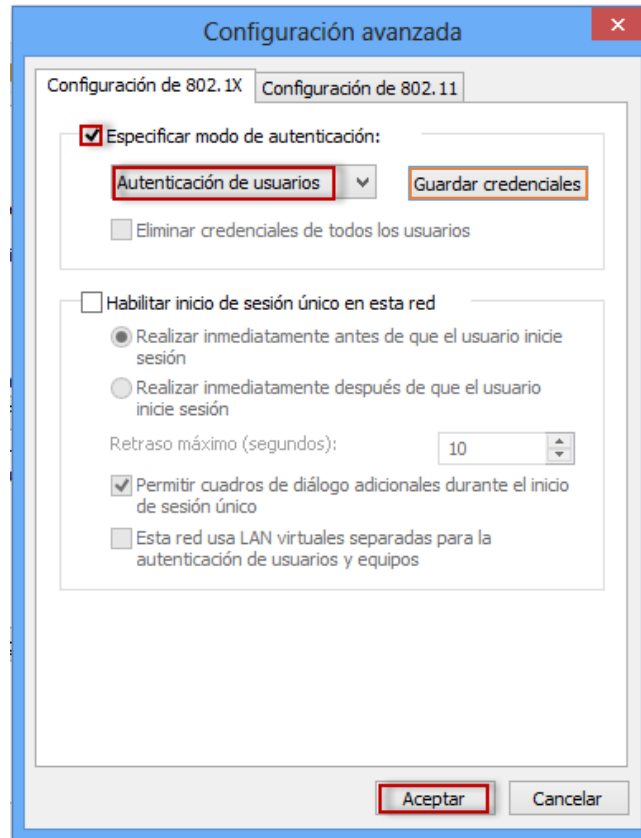 Configuración avanzada
Configuración de 802.1X
Configuración de 802.11
Especificar modo de autenticación:
Autenticación de usuarios
Guardar credenciales
Eliminar credenciales de todos los usuarios
Habilitar inicio de sesión único en esta red
Realizar inmediatamente antes de que el usuario inicie
sesión
Realizar inmediatamente después de que el usuario
inicie sesión
Retraso máximo (segundos):
10
Permitir cuadros de diálogo adicionales durante el inicio
de sesión único
Esta red usa LAN virtuales separadas para la
autenticación de usuarios y equipos
Aceptar
Cancelar